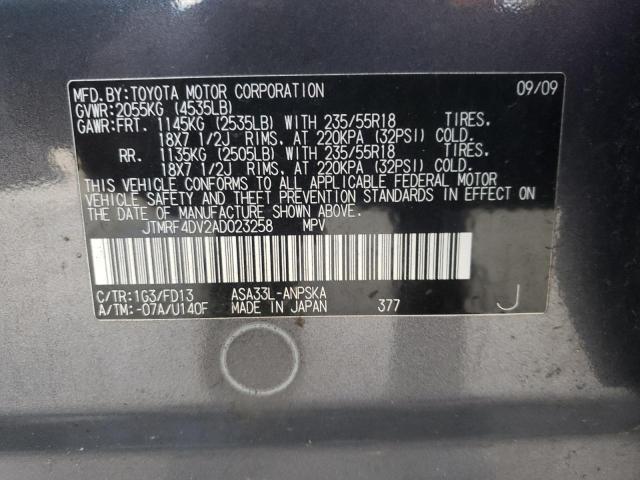 MFD.BY:TOYOTA MOTOR CORPORATION 09/09
GVWR:2055KG (4535LB)
GAWR:FRT. 1145KG (2535LB) WITH 235/55R18 TIRES.
18X7 1/2J RIMS. AT 220KPA (32PSI) COLD.
RR. 1135KG (2505LB) WITH 235/55R18 TIRES.
18X7 1/2J RIMS. AT 220KPA (32PSI) COLD.
THIS VEHICLE CONFORMS TO ALL APPLICABLE FEDERAL MOTOR
VEHICLE SAFETY AND THEFT PREVENTION STANDARDS IN EFFECT ON
THE DATE OF MANUFACTURE SHOWN ABOVE.
JTMRF4DV2AD023258 MPV
C/TR:1G3/FD13 ASA33L-ANPSKA
A/TM:-07A/U140F MADE IN JAPAN 377 J